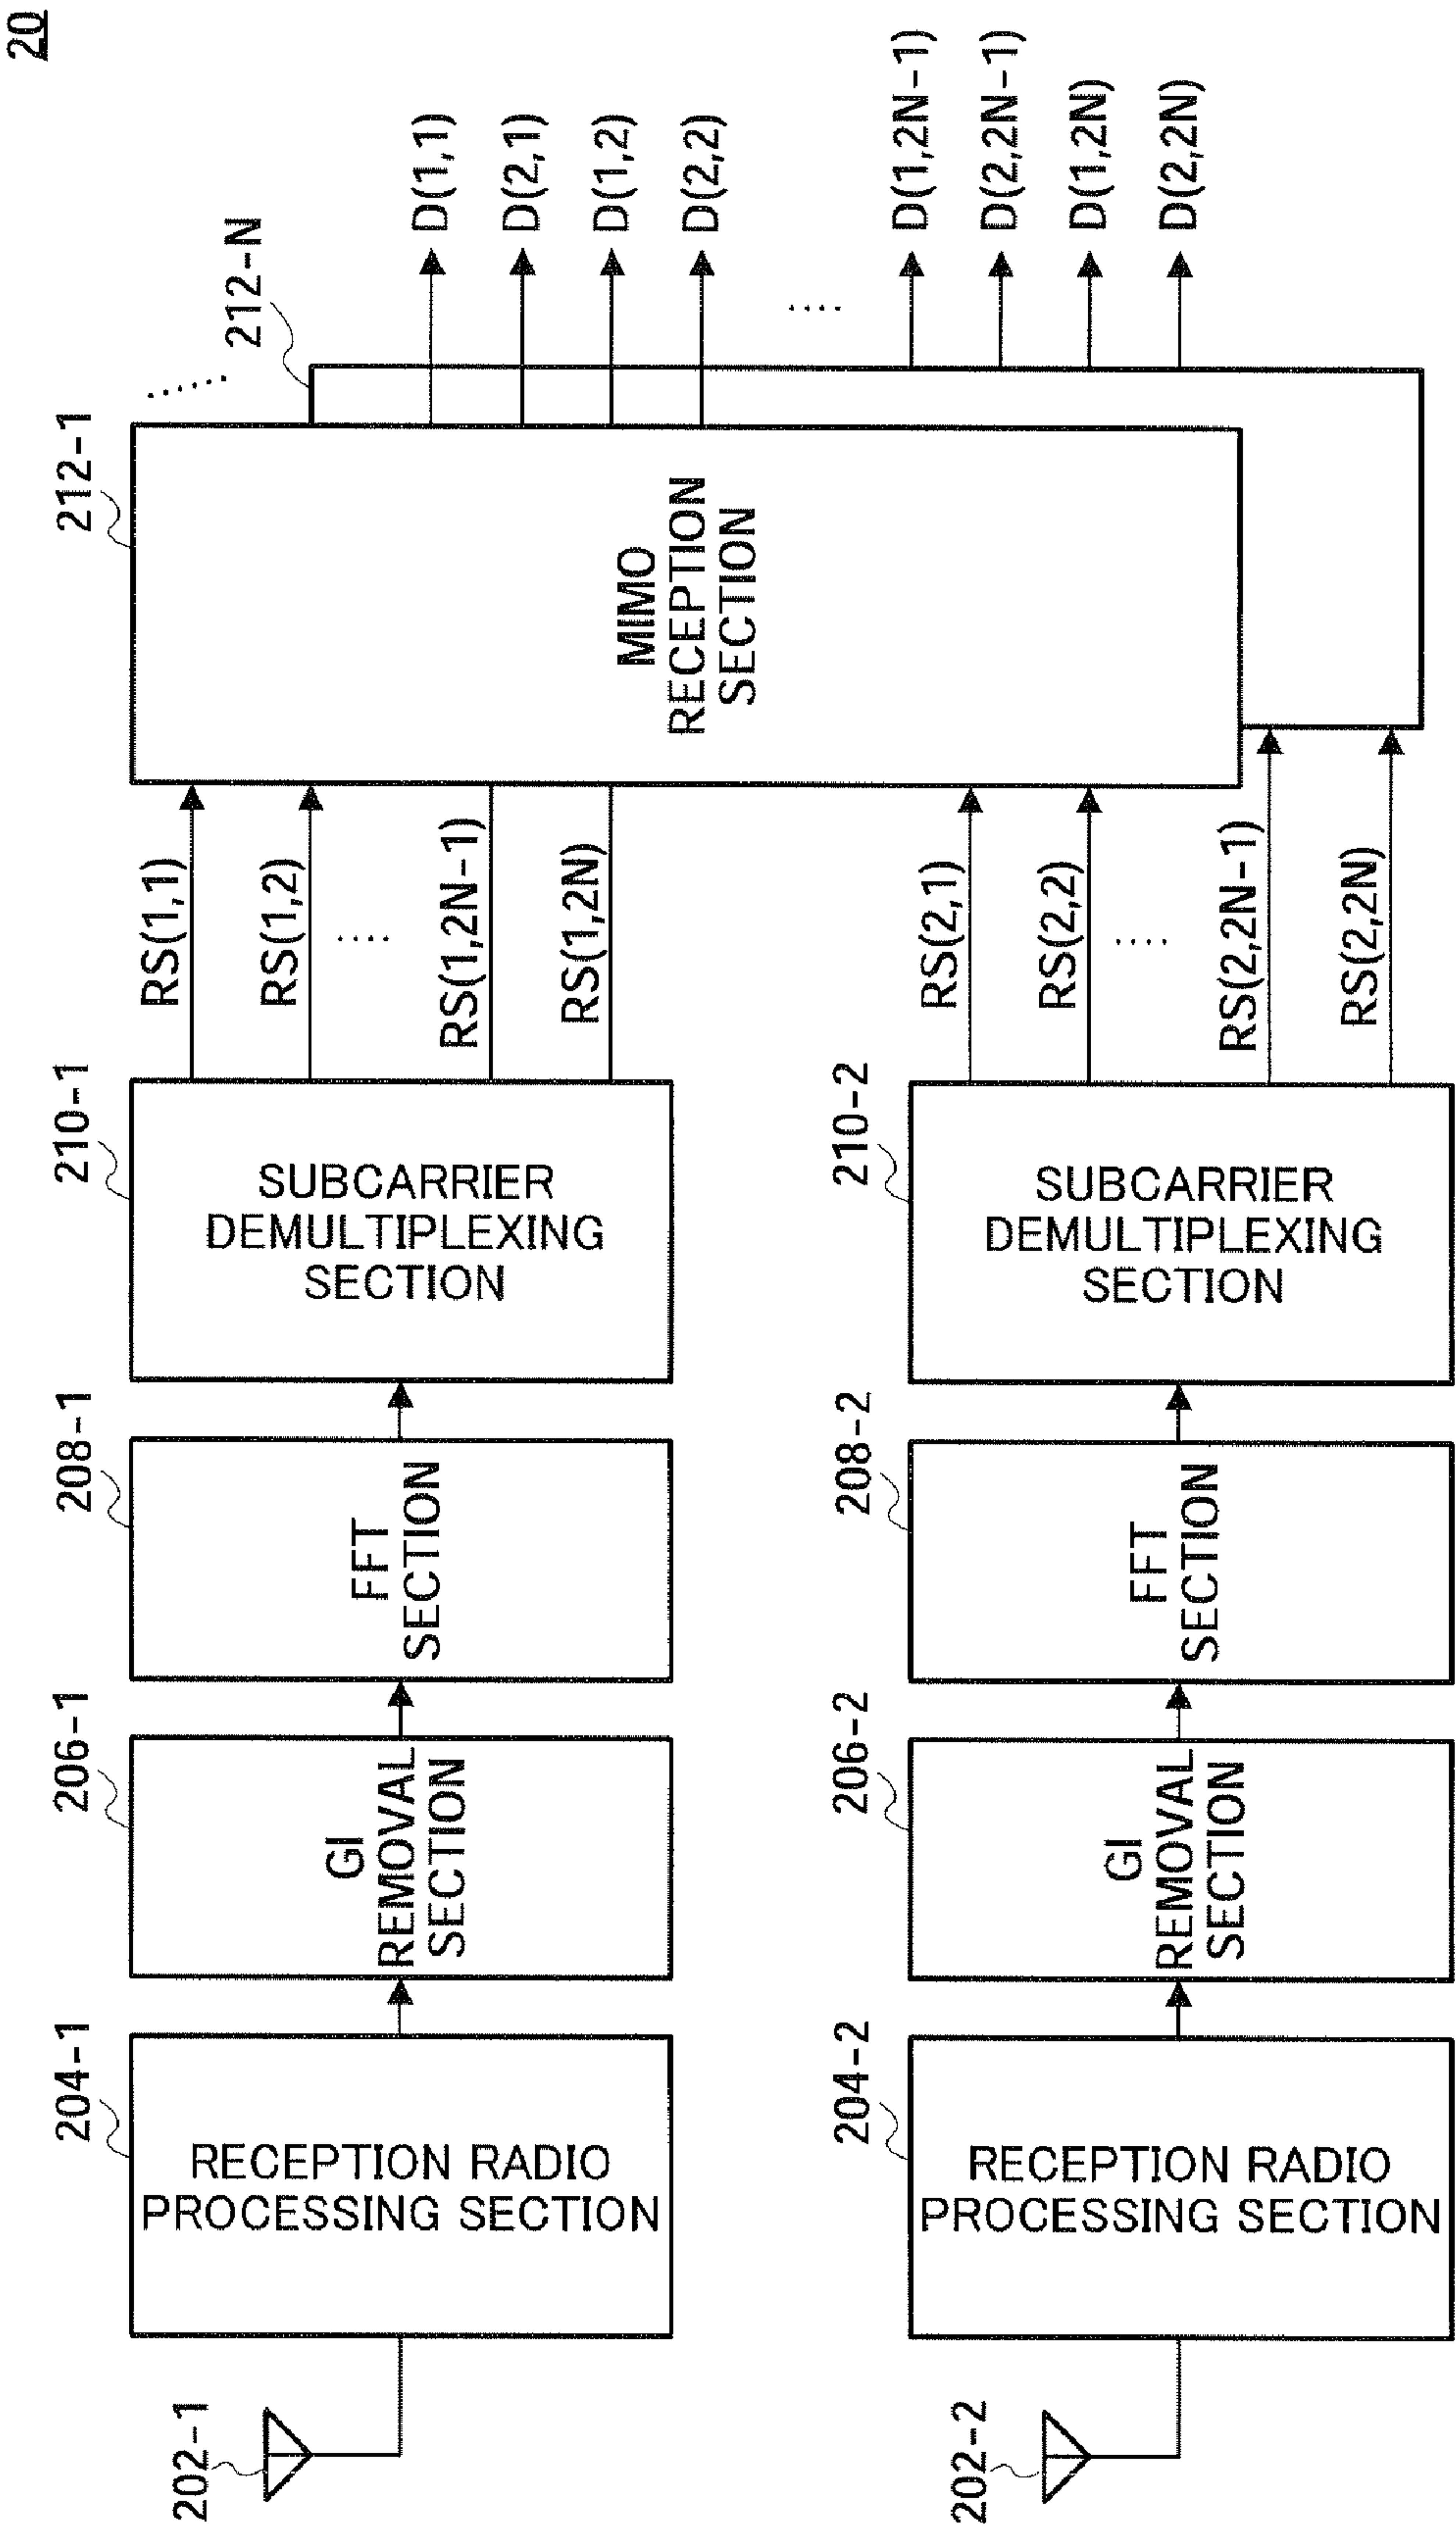 20
202-1
204-1
RECEPTION RADIO
PROCESSING SECTION
206-1
GI
REMOVAL
SECTION
208-1
FFT
SECTION
210-1
SUBCARRIER
DEMULTIPLEXING
SECTION
RS(1,1)
RS(1,2)
....
RS(1,2N-1)
RS(1,2N)
202-2
204-2
RECEPTION RADIO
PROCESSING SECTION
206-2
GI
REMOVAL
SECTION
208-2
FFT
SECTION
210-2
SUBCARRIER
DEMULTIPLEXING
SECTION
RS(2,1)
RS(2,2)
....
RS(2,2N-1)
RS(2,2N)
212-1
MIMO
RECEPTION
SECTION
......
212-N
D(1,1)
D(2,1)
D(1,2)
D(2,2)
....
D(1,2N-1)
D(2,2N-1)
D(1,2N)
D(2,2N)